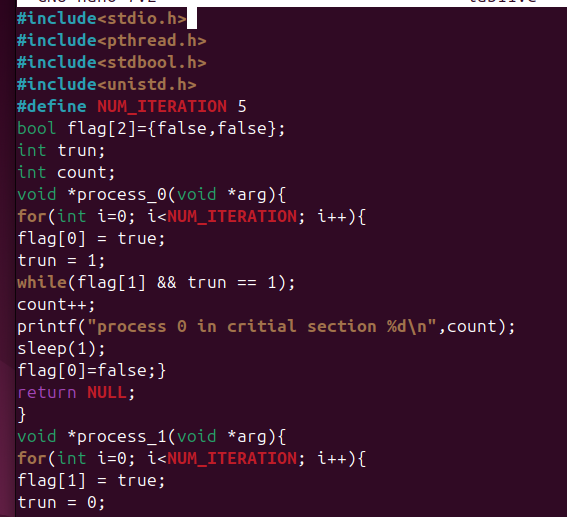 #include<stdio.h>
#include<pthread.h>
#include<stdbool.h>
#include<unistd.h>
#define NUM_ITERATION 5
bool flag[2]={false,false};
int trun;
int count;
void *process_0(void *arg){
for(int i=0; i<NUM_ITERATION; i++){
flag[0] = true;
trun = 1;
while(flag[1] && trun == 1);
count++;
printf("process 0 in critial section %d\n",count);
sleep(1);
flag[0]=false;}
return NULL;
}
void *process_1(void *arg){
for(int i=0; i<NUM_ITERATION; i++){
flag[1] = true;
trun = 0;